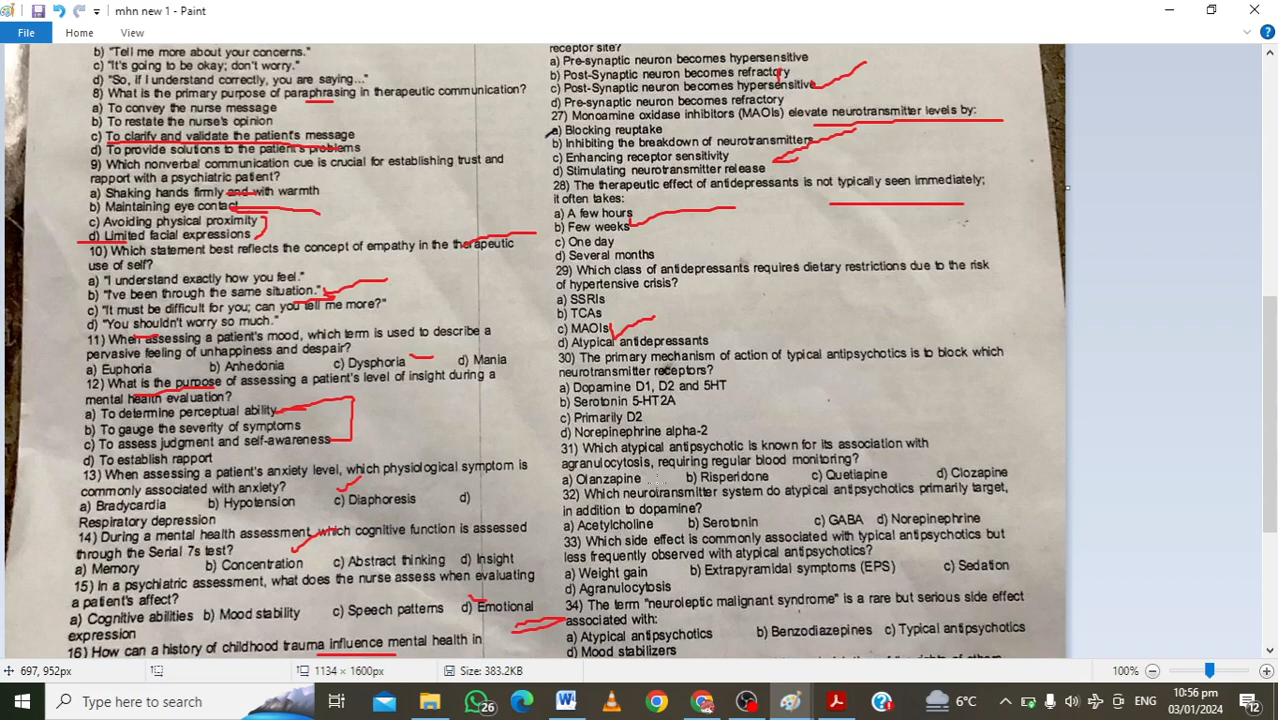 mhn new 1 - Paint
File Home View
b) "Tell me more about your concerns."
c) "It's going to be okay; don't worry."
d) "So, if I understand correctly, you are saying..."
8) What is the primary purpose of paraphrasing in therapeutic communication?
a) To convey the nurse message
b) To restate the nurse's opinion
c) To clarify and validate the patient's message
d) To provide solutions to the patient's problems
9) Which nonverbal communication cue is crucial for establishing trust and
rapport with a psychiatric patient?
a) Shaking hands firmly and with warmth
b) Maintaining eye contact
c) Avoiding physical proximity
d) Limited facial expressions
10) Which statement best reflects the concept of empathy in the therapeutic
use of self?
a) "I understand exactly how you feel."
b) "I've been through the same situation."
c) "It must be difficult for you; can you tell me more?"
d) "You shouldn't worry so much."
11) When assessing a patient's mood, which term is used to describe a
pervasive feeling of unhappiness and despair?
a) Euphoria b) Anhedonia c) Dysphoria d) Mania
12) What is the purpose of assessing a patient's level of insight during a
mental health evaluation?
a) To determine perceptual ability
b) To gauge the severity of symptoms
c) To assess judgment and self-awareness
d) To establish rapport
13) When assessing a patient's anxiety level, which physiological symptom is
commonly associated with anxiety?
a) Bradycardia b) Hypotension c) Diaphoresis d)
Respiratory depression
14) During a mental health assessment, which cognitive function is assessed
through the Serial 7s test?
a) Memory b) Concentration c) Abstract thinking d) Insight
15) In a psychiatric assessment, what does the nurse assess when evaluating
a patient's affect?
a) Cognitive abilities b) Mood stability c) Speech patterns d) Emotional
expression
16) How can a history of childhood trauma influence mental health in
receptor site?
a) Pre-synaptic neuron becomes hypersensitive
b) Post-Synaptic neuron becomes refractory
c) Post-Synaptic neuron becomes hypersensitive
d) Pre-synaptic neuron becomes refractory
27) Monoamine oxidase inhibitors (MAOIs) elevate neurotransmitter levels by:
a) Blocking reuptake
b) Inhibiting the breakdown of neurotransmitters
c) Enhancing receptor sensitivity
d) Stimulating neurotransmitter release
28) The therapeutic effect of antidepressants is not typically seen immediately;
it often takes:
a) A few hours
b) Few weeks
c) One day
d) Several months
29) Which class of antidepressants requires dietary restrictions due to the risk
of hypertensive crisis?
a) SSRIs
b) TCAs
c) MAOIs
d) Atypical antidepressants
30) The primary mechanism of action of typical antipsychotics is to block which
neurotransmitter receptors?
a) Dopamine D1, D2 and 5HT
b) Serotonin 5-HT2A
c) Primarily D2
d) Norepinephrine alpha-2
31) Which atypical antipsychotic is known for its association with
agranulocytosis, requiring regular blood monitoring?
a) Olanzapine b) Risperidone c) Quetiapine d) Clozapine
32) Which neurotransmitter system do atypical antipsychotics primarily target,
in addition to dopamine?
a) Acetylcholine b) Serotonin c) GABA d) Norepinephrine
33) Which side effect is commonly associated with typical antipsychotics but
less frequently observed with atypical antipsychotics?
a) Weight gain b) Extrapyramidal symptoms (EPS) c) Sedation
d) Agranulocytosis
34) The term "neuroleptic malignant syndrome" is a rare but serious side effect
associated with:
a) Atypical antipsychotics b) Benzodiazepines c) Typical antipsychotics
d) Mood stabilizers
697, 952px 1134 × 1600px Size: 383.2KB 100%
Type here to search 26 6°C ENG 10:56 pm
03/01/2024 12